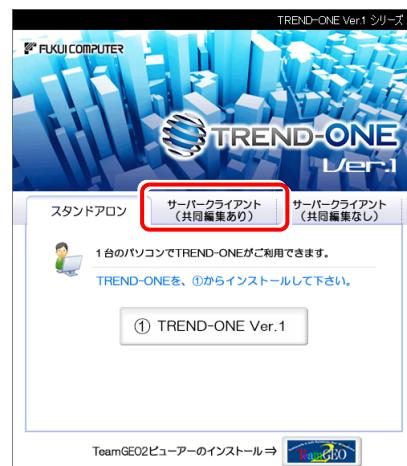 TREND-ONE Ver.1 シリーズ
FUKUI COMPUTER
TREND-ONE
Ver.1
スタンドアロン
サーバークライアント
（共同編集あり）
サーバークライアント
（共同編集なし）
1台のパソコンでTREND-ONEがご利用できます。
TREND-ONEを、①からインストールして下さい。
① TREND-ONE Ver.1
TeamGEO2ビューアーのインストール⇒
TeamGEO